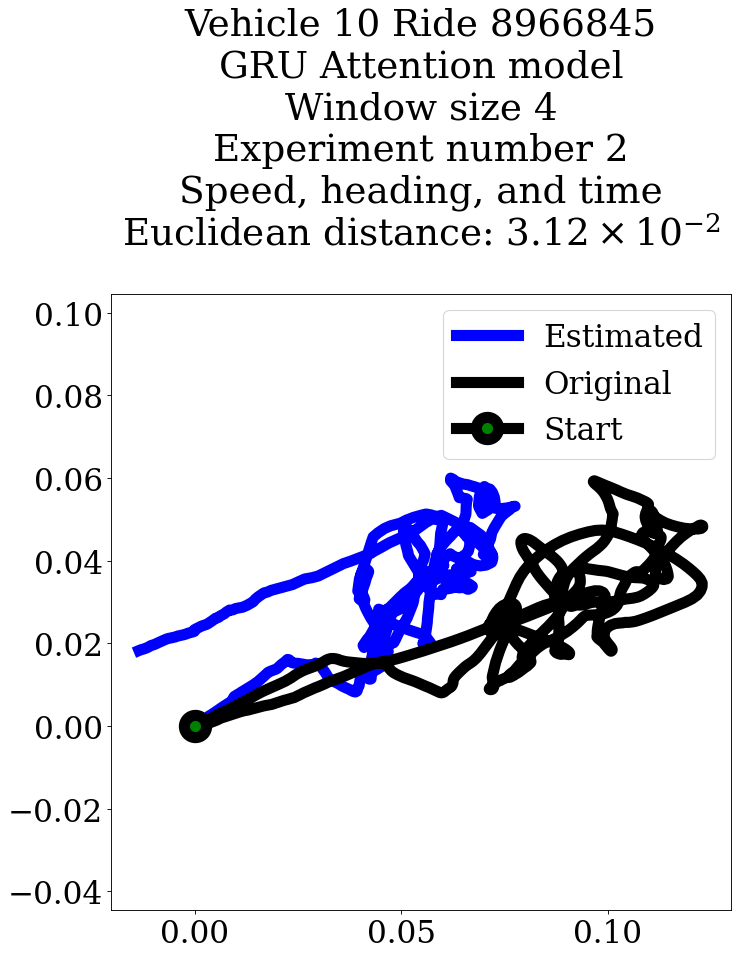 Vehicle 10 Ride 8966845
GRU Attention model
Window size 4
Experiment number 2
Speed, heading, and time
Euclidean distance: 3.12 × 10⁻²
0.10
0.08
0.06
0.04
0.02
0.00
−0.02
−0.04
Estimated
Original
Start
0.00 0.05 0.10